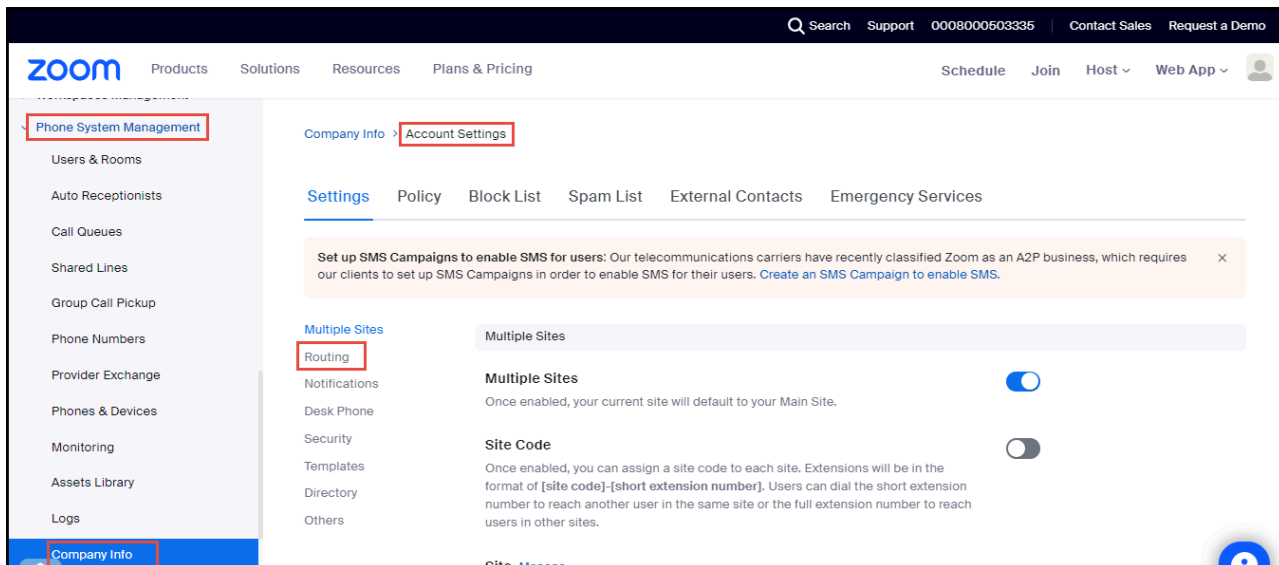 Search Support 0008000503335 Contact Sales Request a Demo
zoom Products Solutions Resources Plans & Pricing Schedule Join Host Web App
Workspaces Management
Phone System Management
Users & Rooms
Auto Receptionists
Call Queues
Shared Lines
Group Call Pickup
Phone Numbers
Provider Exchange
Phones & Devices
Monitoring
Assets Library
Logs
Company Info
Company Info > Account Settings
Settings Policy Block List Spam List External Contacts Emergency Services
Set up SMS Campaigns to enable SMS for users: Our telecommunications carriers have recently classified Zoom as an A2P business, which requires
our clients to set up SMS Campaigns in order to enable SMS for their users. Create an SMS Campaign to enable SMS.
Multiple Sites
Routing
Notifications
Desk Phone
Security
Templates
Directory
Others
Multiple Sites
Multiple Sites
Once enabled, your current site will default to your Main Site.
Site Code
Once enabled, you can assign a site code to each site. Extensions will be in the
format of [site code]-[short extension number]. Users can dial the short extension
number to reach another user in the same site or the full extension number to reach
users in other sites.
Site Manage